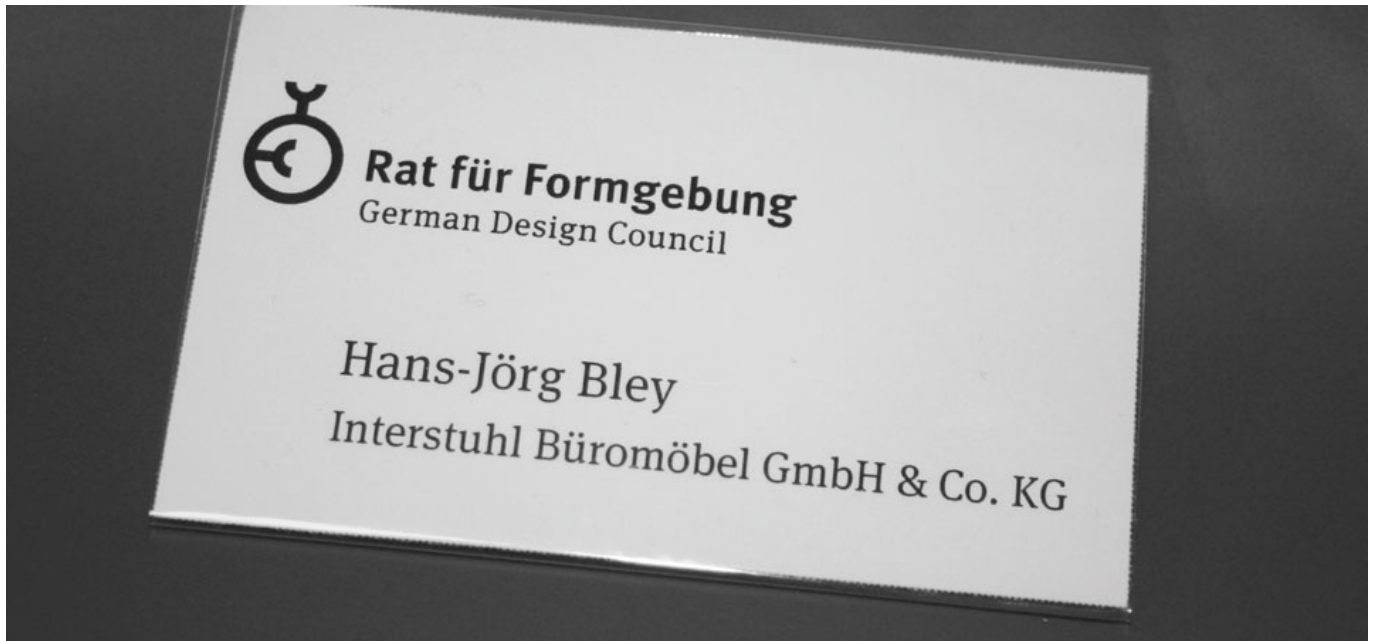 Rat für Formgebung
German Design Council
Hans-Jörg Bley
Interstuhl Büromöbel GmbH & Co. KG